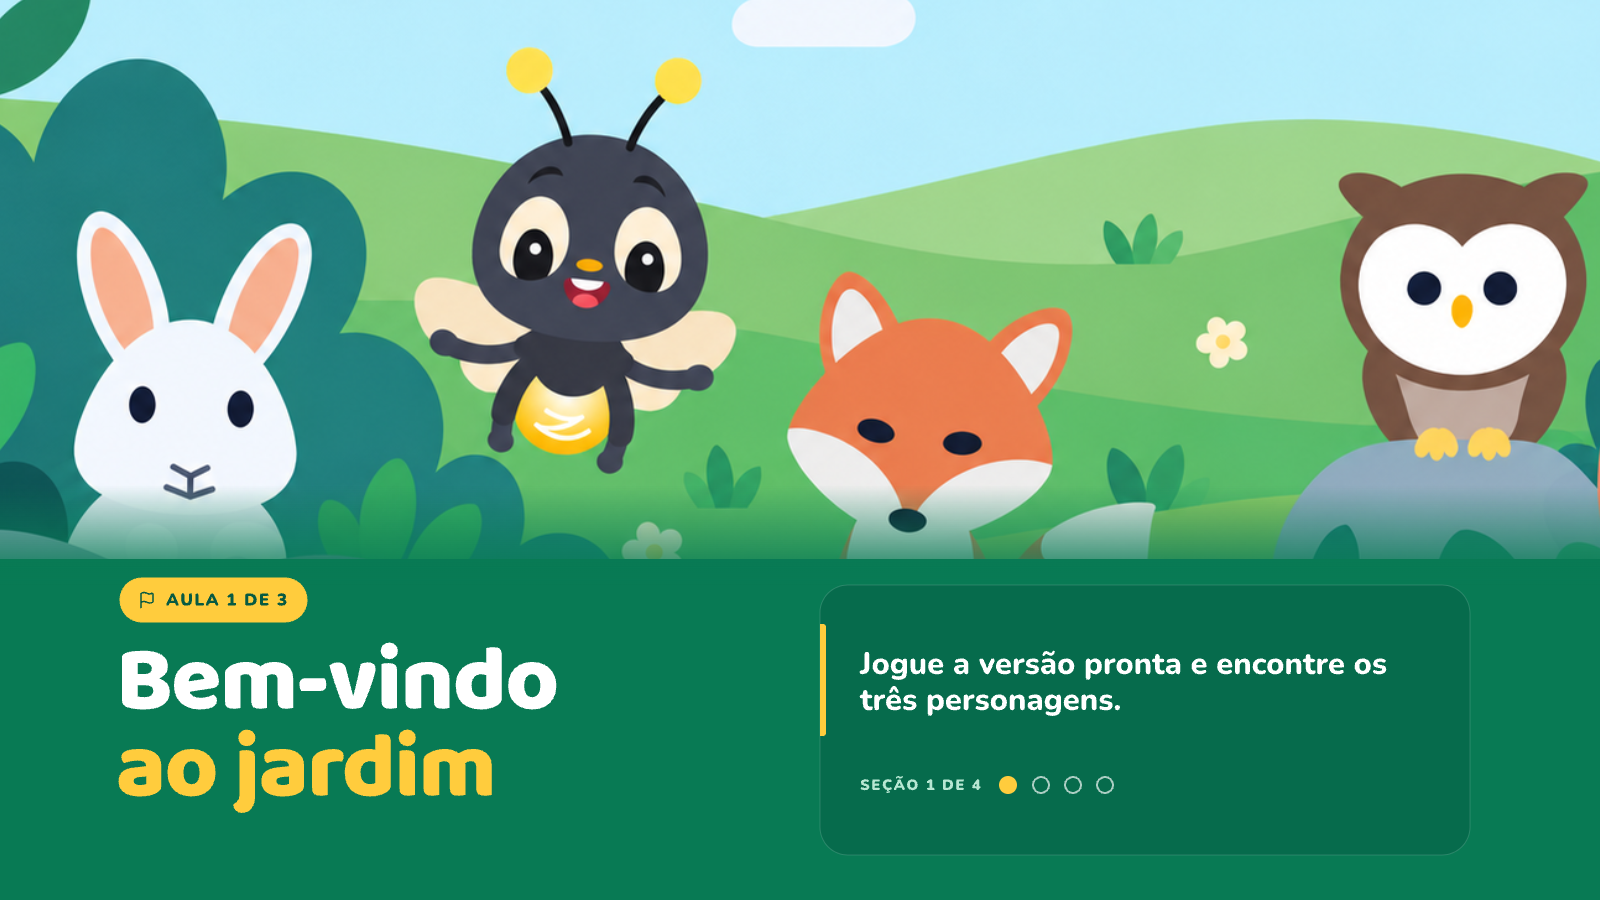 AULA 1 DE 3
Bem-vindo
ao jardim
Jogue a versão pronta e encontre os
três personagens.
SEÇÃO 1 DE 4